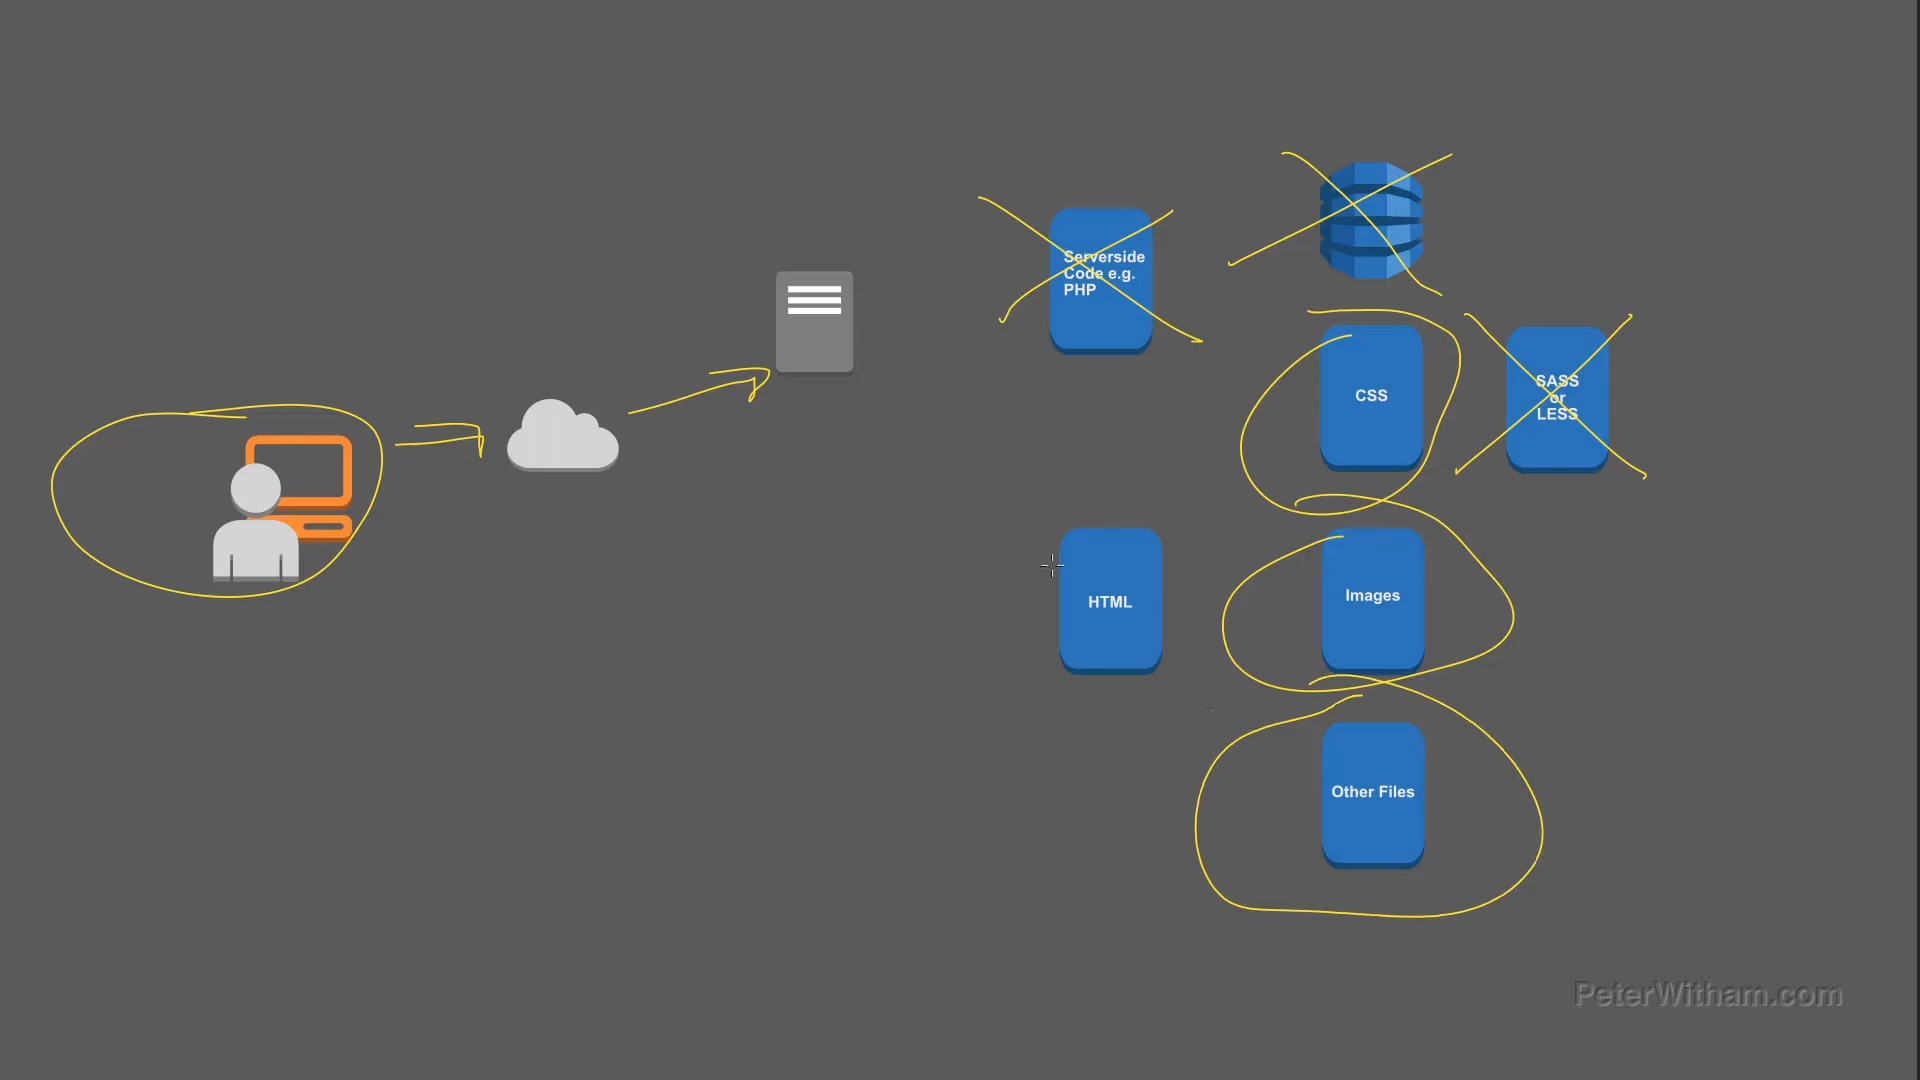 Serverside
Code e.g.
PHP
CSS
SASS
or
LESS
HTML
Images
Other Files
PeterWitham.com